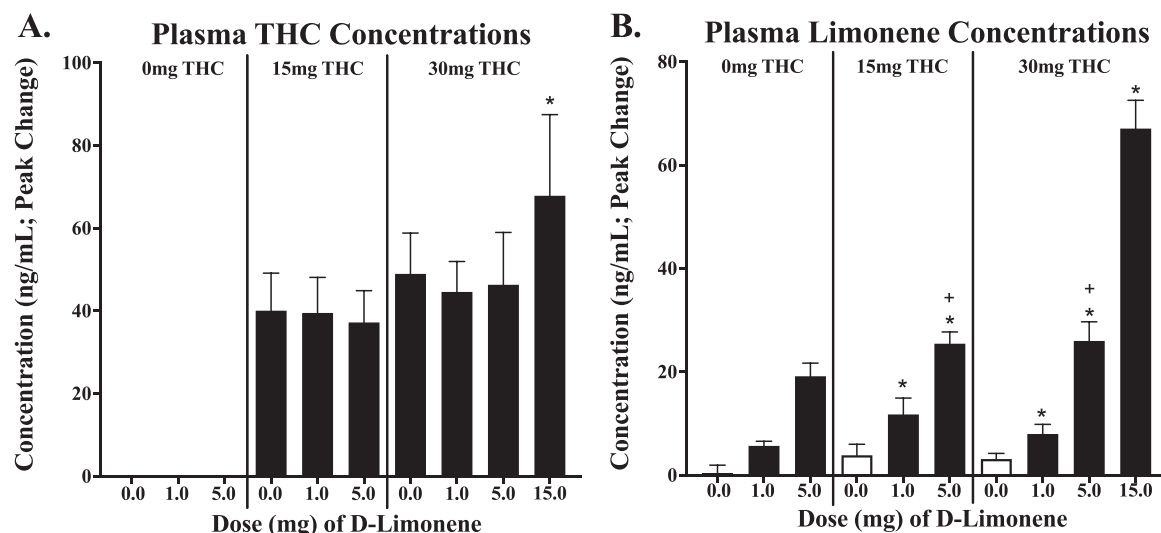 A.
Plasma THC Concentrations
Concentration (ng/mL; Peak Change)
0mg THC 15mg THC 30mg THC
100
80
60
40
20
0
*
0.0 1.0 5.0 0.0 1.0 5.0 0.0 1.0 5.0 15.0
Dose (mg) of D-Limonene
B.
Plasma Limonene Concentrations
Concentration (ng/mL; Peak Change)
0mg THC 15mg THC 30mg THC
80
60
40
20
0
*
+
*
*
+
*
*
0.0 1.0 5.0 0.0 1.0 5.0 0.0 1.0 5.0 15.0
Dose (mg) of D-Limonene